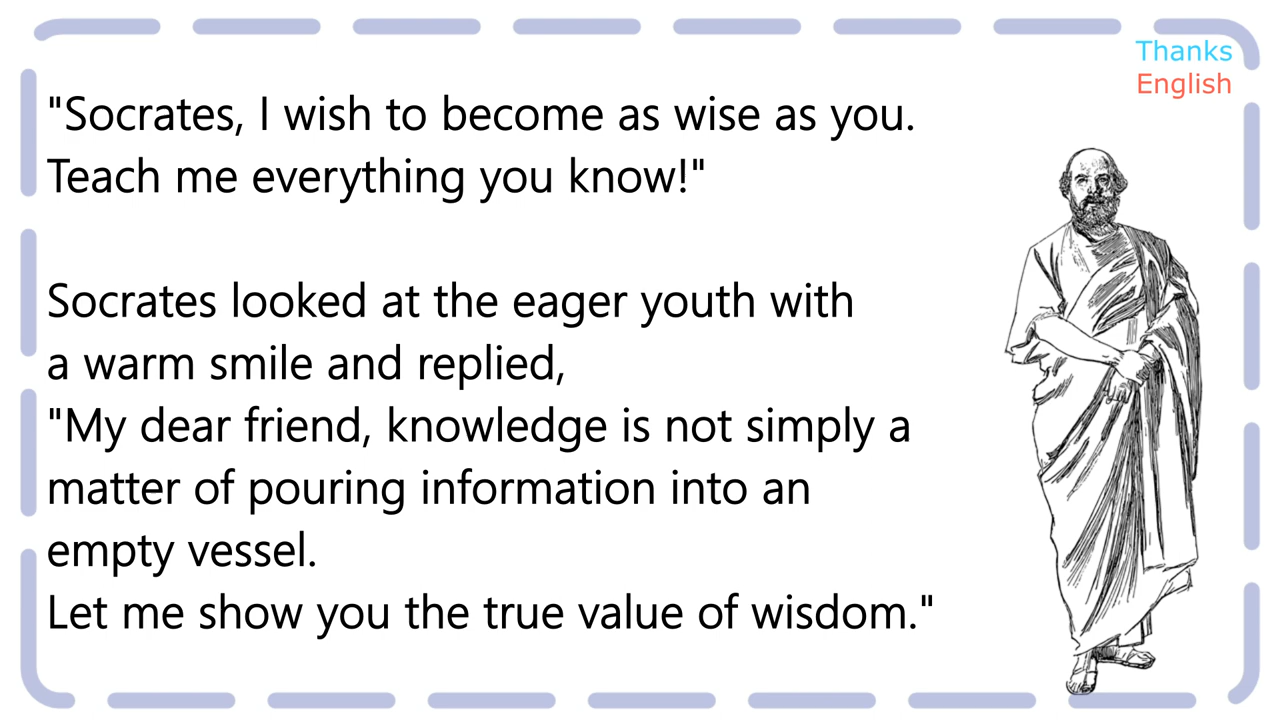 Thanks
English
"Socrates, I wish to become as wise as you.
Teach me everything you know!"
Socrates looked at the eager youth with
a warm smile and replied,
"My dear friend, knowledge is not simply a
matter of pouring information into an
empty vessel.
Let me show you the true value of wisdom."